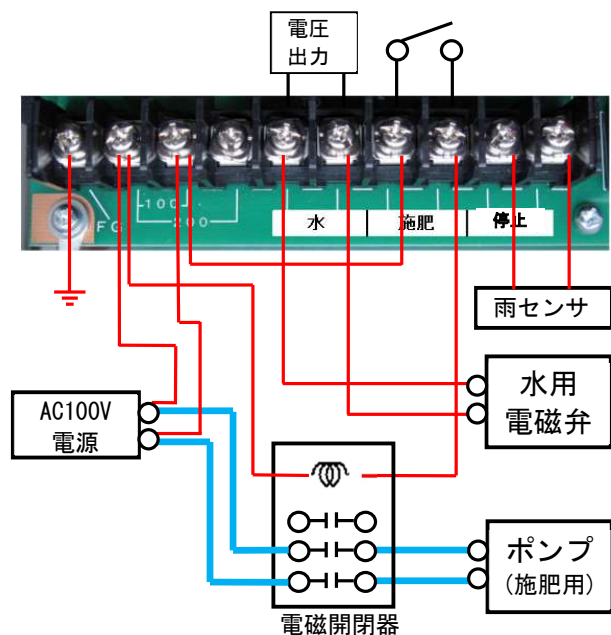 電圧
出力
FG
100
200
水
施肥
停止
雨センサ
水用
電磁弁
AC100V
電源
ポンプ
(施肥用)
電磁開閉器